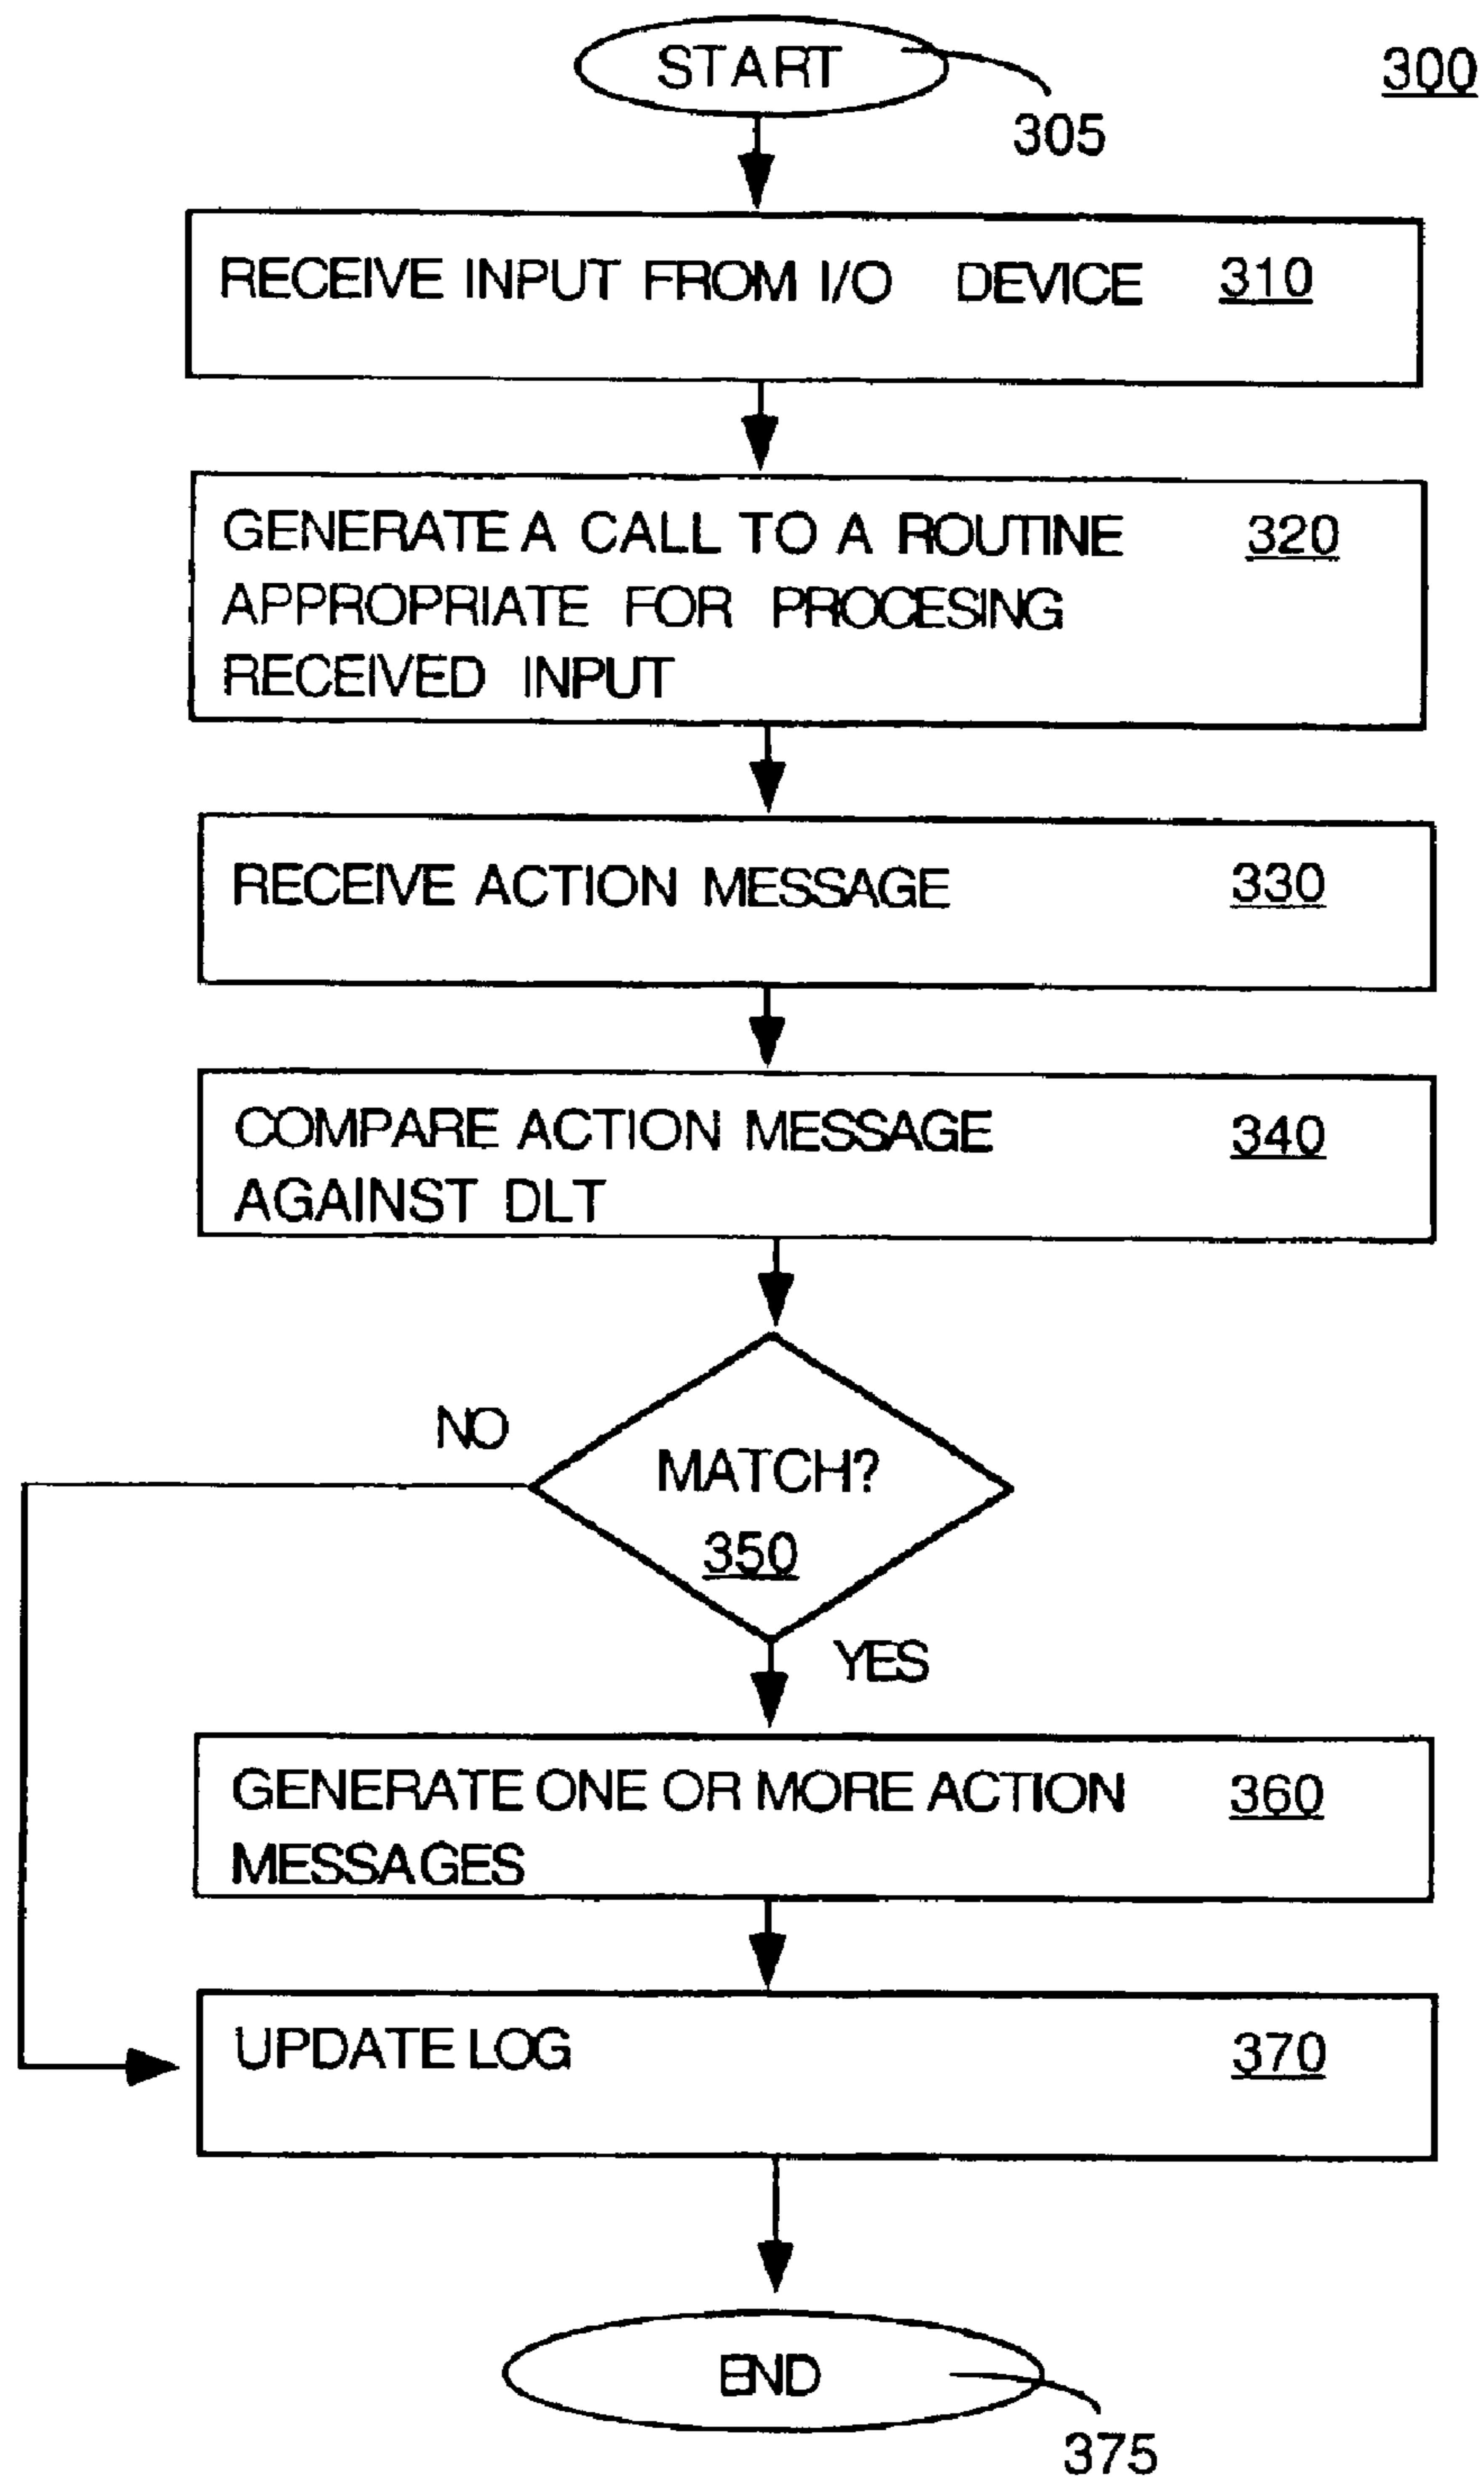 START
300
305
RECEIVE INPUT FROM I/O DEVICE 310
GENERATE A CALL TO A ROUTINE 320
APPROPRIATE FOR PROCESING
RECEIVED INPUT
RECEIVE ACTION MESSAGE 330
COMPARE ACTION MESSAGE 340
AGAINST DLT
NO
MATCH?
350
YES
GENERATE ONE OR MORE ACTION 360
MESSAGES
UPDATE LOG 370
END
375